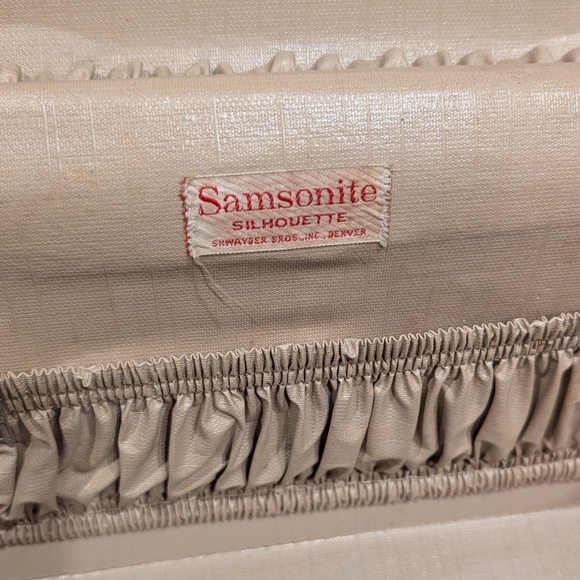 Samsonite
SILHOUETTE
SHWAYDER BROS., INC., DENVER